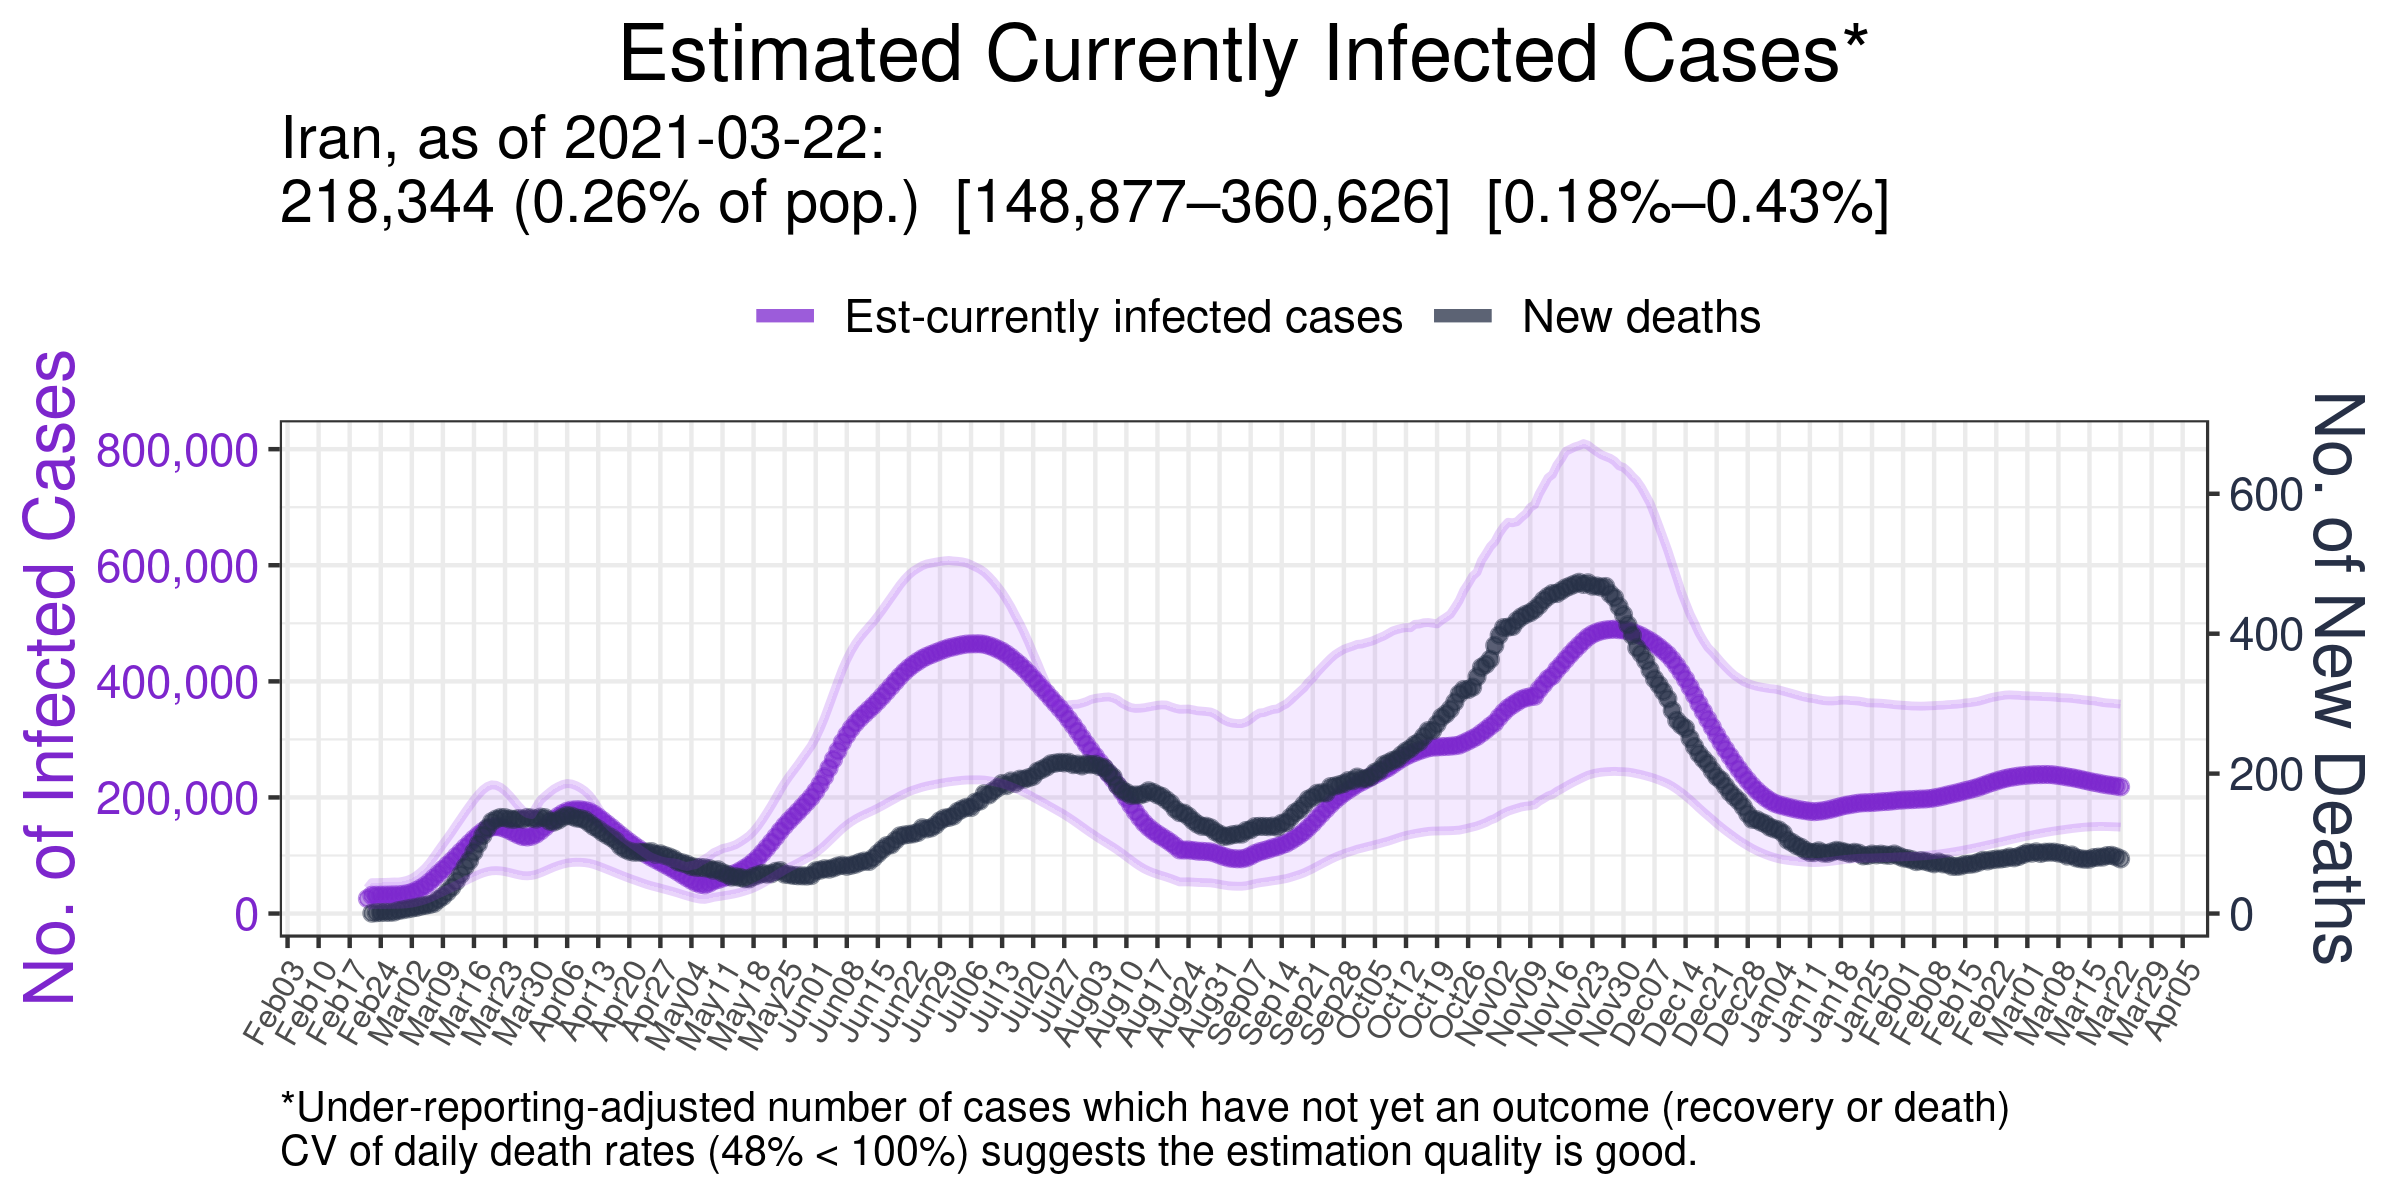 Estimated Currently Infected Cases*
Iran, as of 2021-03-22:
218,344 (0.26% of pop.)  [148,877–360,626]  [0.18%–0.43%]
Est-currently infected cases
New deaths
No. of Infected Cases
800,000
600,000
400,000
200,000
0
600
400
200
0
No. of New Deaths
Feb03
Feb10
Feb17
Feb24
Mar02
Mar09
Mar16
Mar23
Mar30
Apr06
Apr13
Apr20
Apr27
May04
May11
May18
May25
Jun01
Jun08
Jun15
Jun22
Jun29
Jul06
Jul13
Jul20
Jul27
Aug03
Aug10
Aug17
Aug24
Aug31
Sep07
Sep14
Sep21
Sep28
Oct05
Oct12
Oct19
Oct26
Nov02
Nov09
Nov16
Nov23
Nov30
Dec07
Dec14
Dec21
Dec28
Jan04
Jan11
Jan18
Jan25
Feb01
Feb08
Feb15
Feb22
Mar01
Mar08
Mar15
Mar22
Mar29
Apr05
*Under-reporting-adjusted number of cases which have not yet an outcome (recovery or death)
CV of daily death rates (48% < 100%) suggests the estimation quality is good.